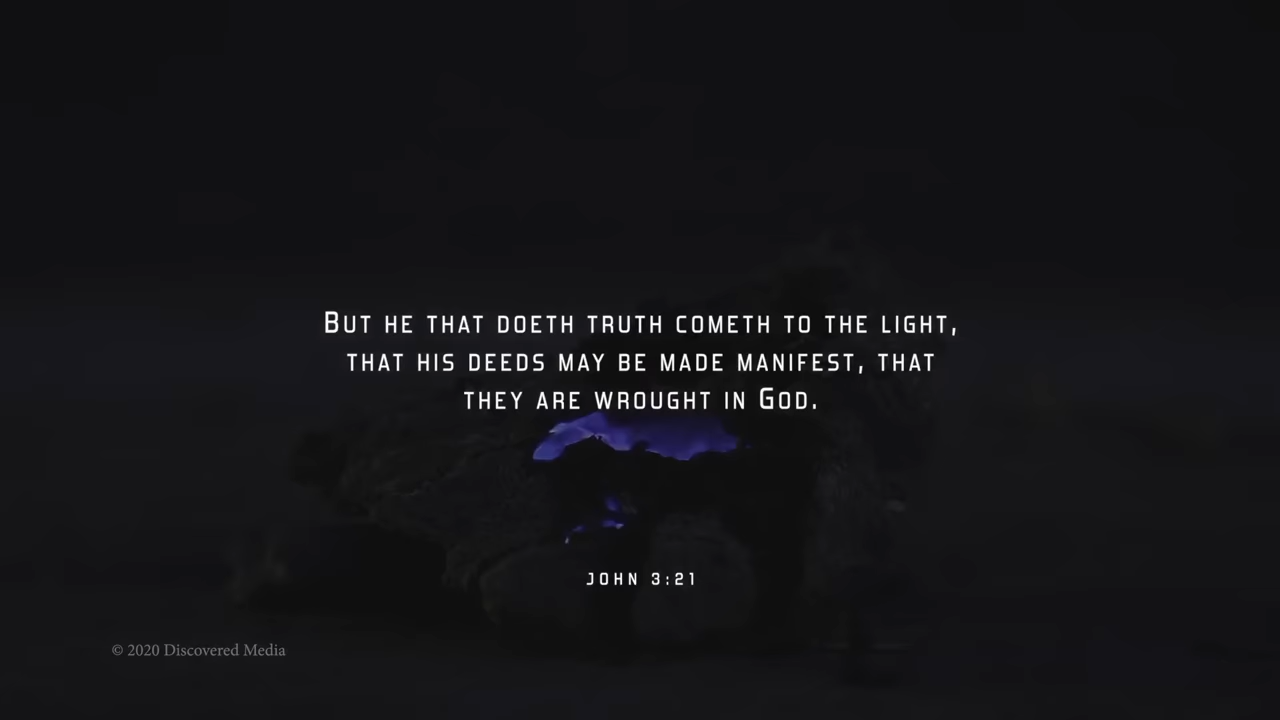 But he that doeth truth cometh to the light,
that his deeds may be made manifest, that
they are wrought in God.
John 3:21
© 2020 Discovered Media